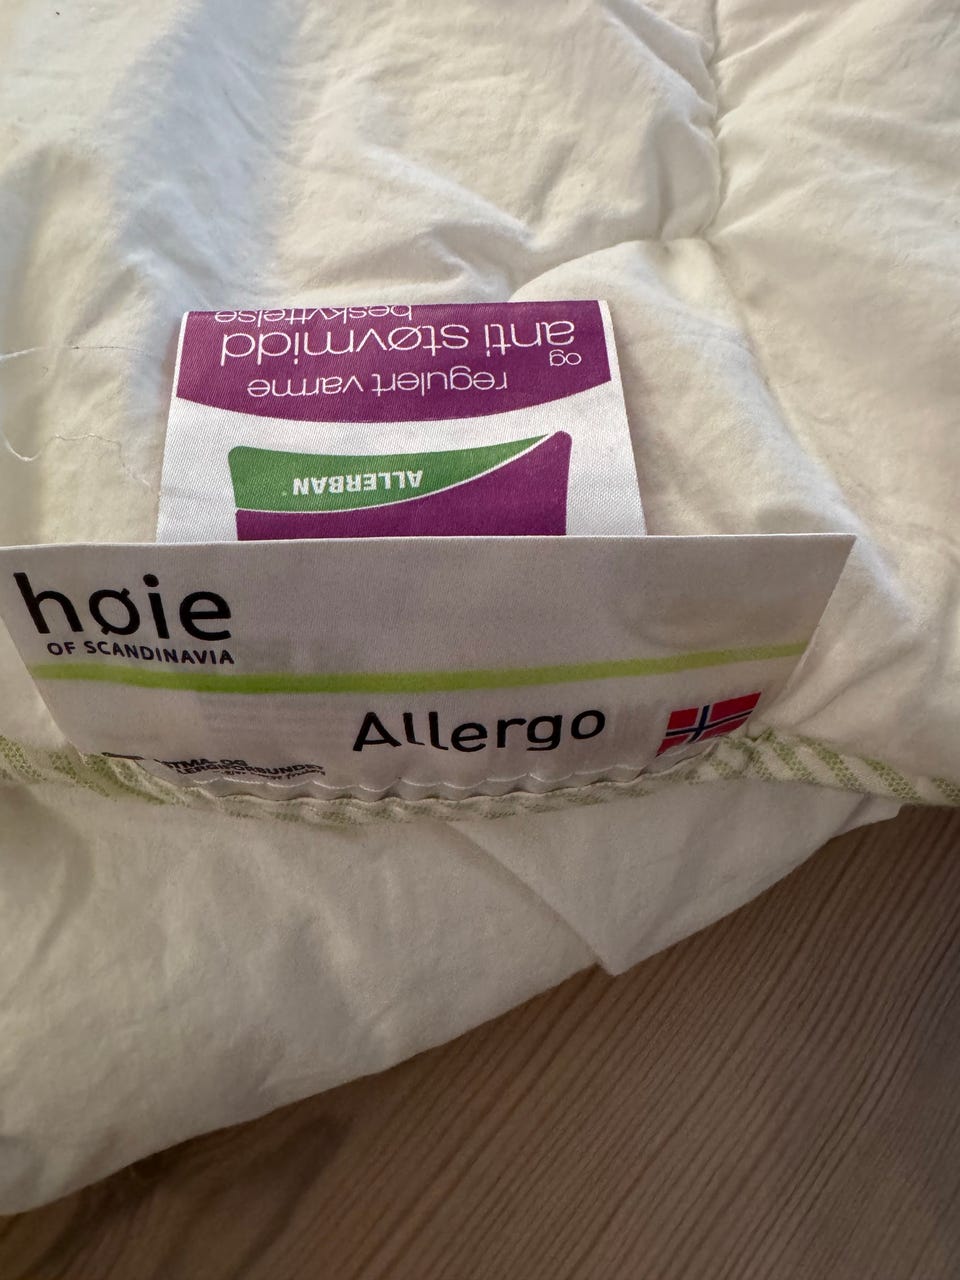 regulert varme
og
anti støvmidd
beskyttelse
ALLERBAN®
høie
OF SCANDINAVIA
Allergo